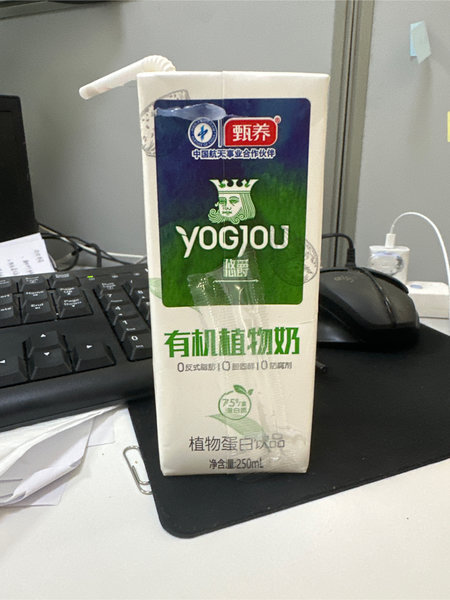 甄养
中国航天事业合作伙伴
YOGJOU
悠爵
有机植物奶
0反式脂肪 | 0胆固醇 | 0防腐剂
植物蛋白饮品
净含量:250mL